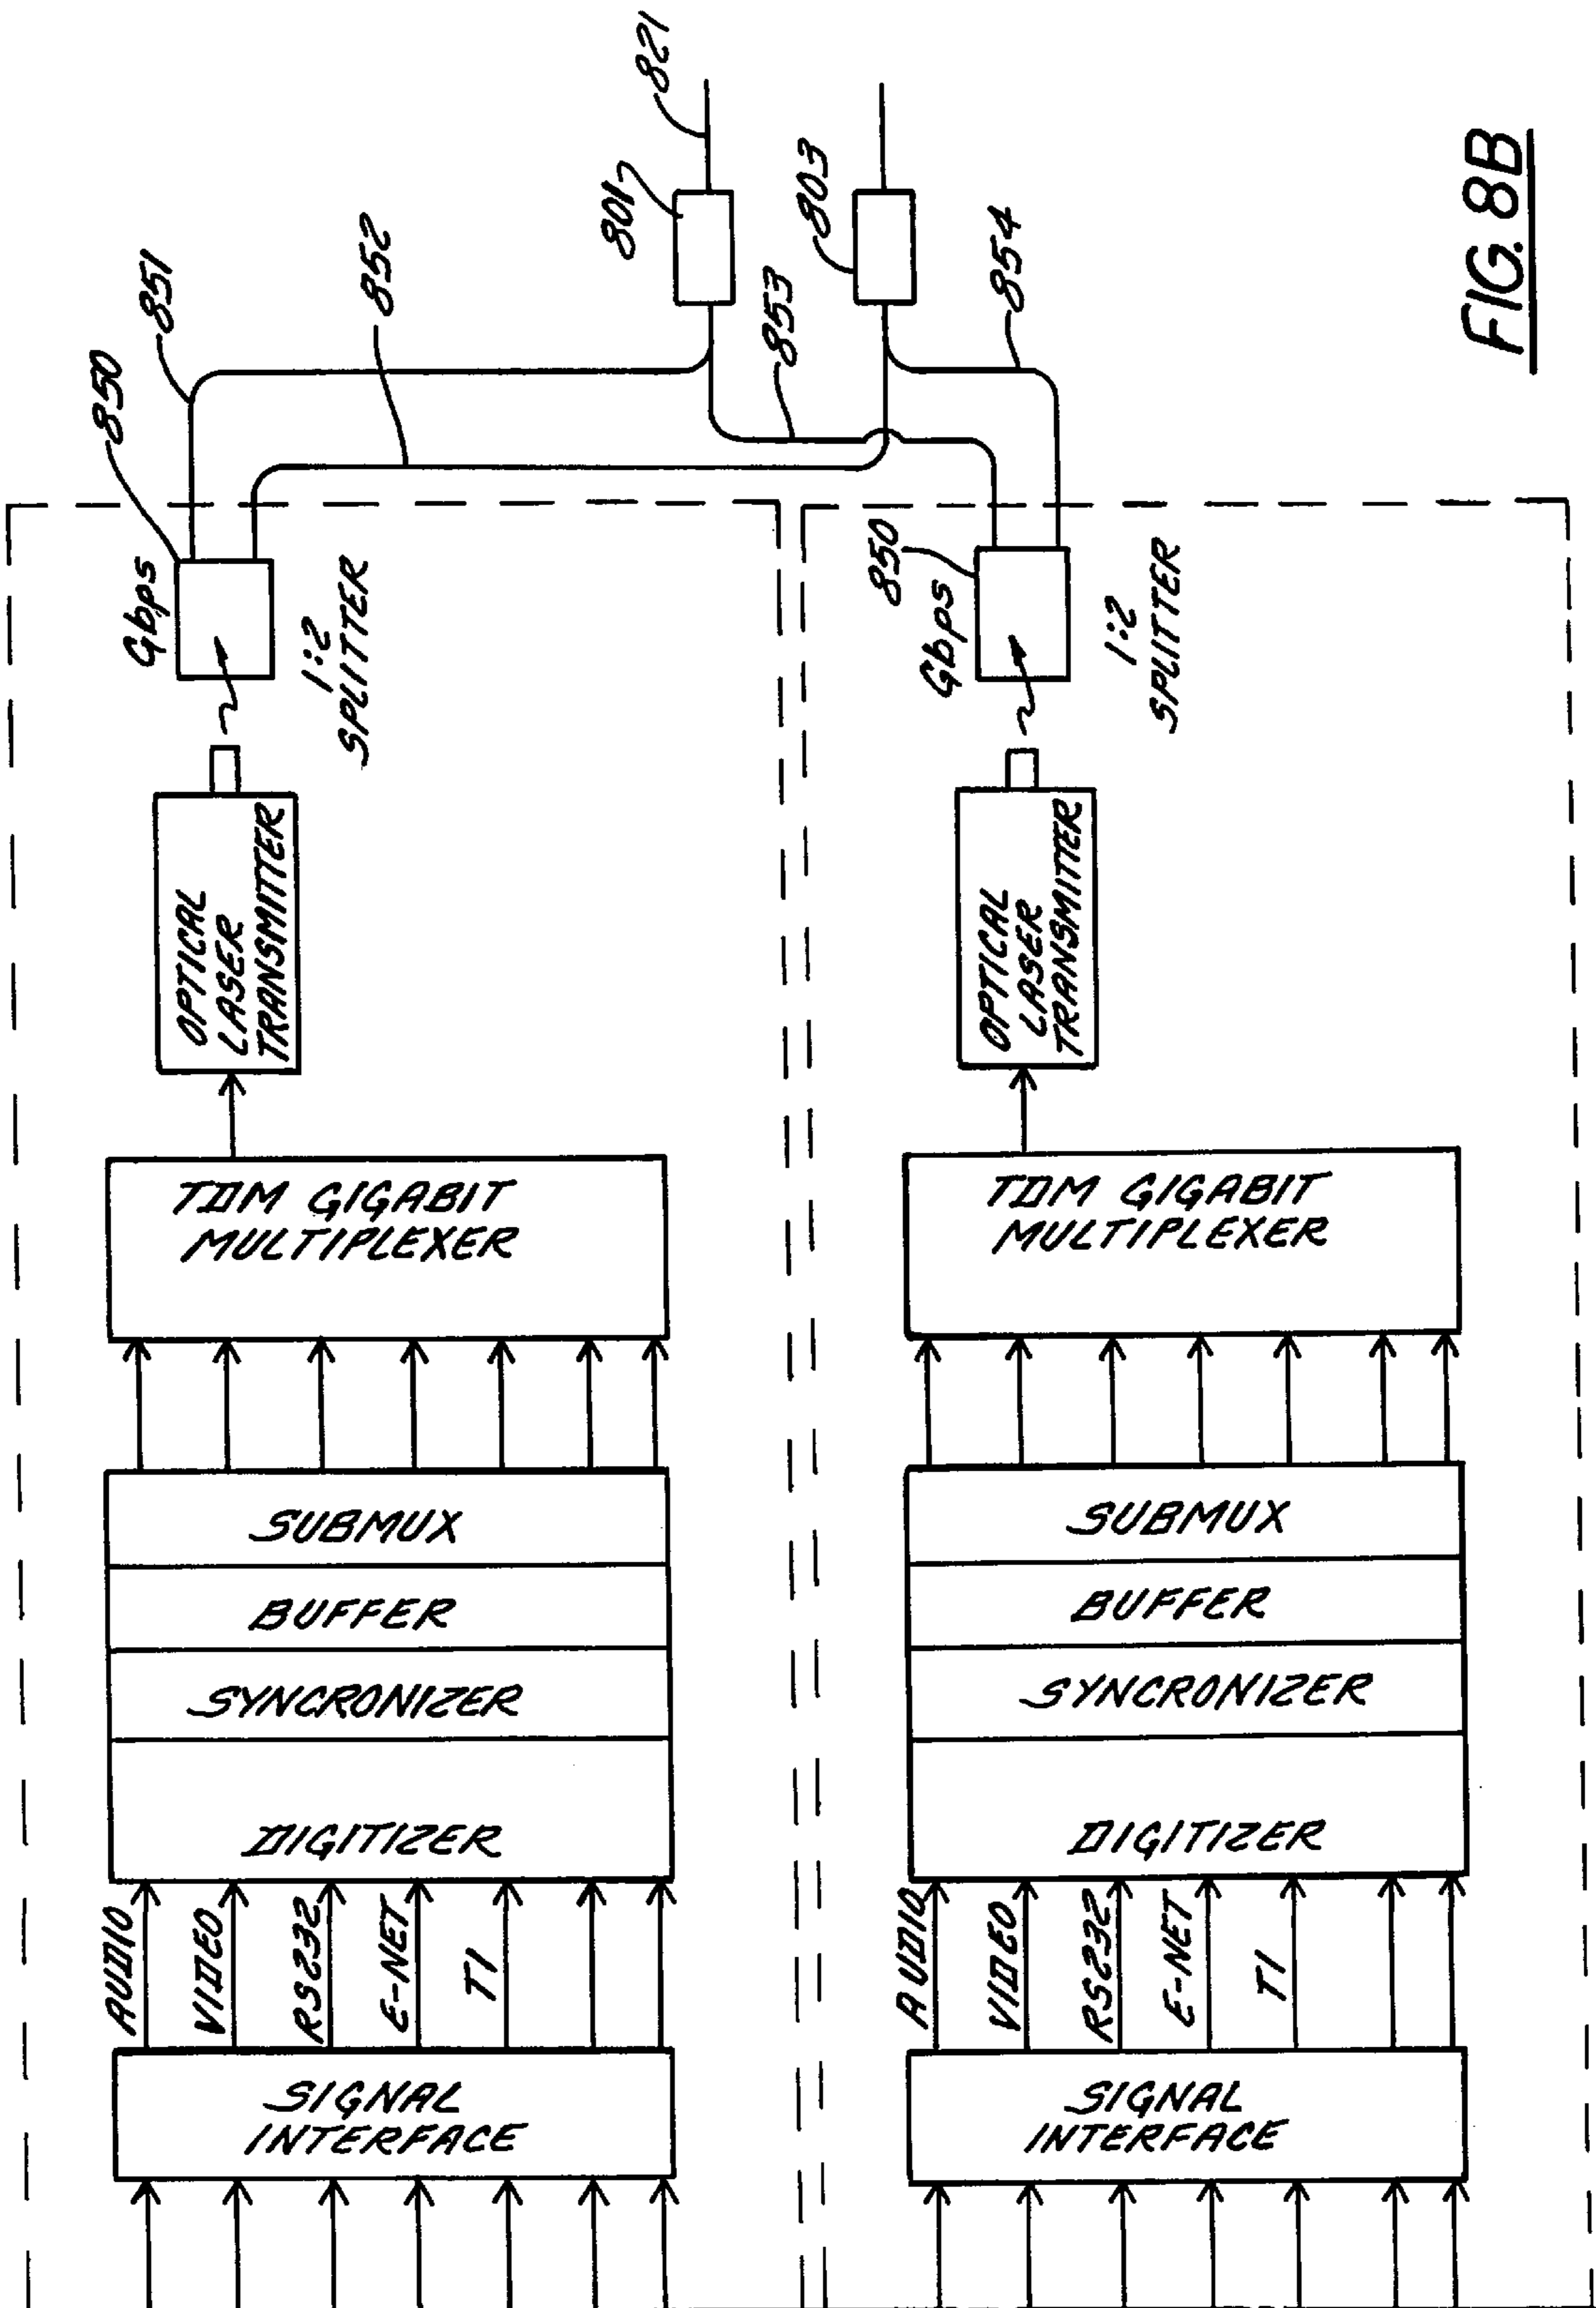 SIGNAL
INTERFACE
AUDIO
VIDEO
RS232
E-NET
T1
DIGITIZER
SYNCRONIZER
BUFFER
SUBMUX
TDM GIGABIT
MULTIPLEXER
OPTICAL
LASER
TRANSMITTER
Gbps
850
1:2
SPLITTER
851
852
801
821
SIGNAL
INTERFACE
AUDIO
VIDEO
RS232
E-NET
T1
DIGITIZER
SYNCRONIZER
BUFFER
SUBMUX
TDM GIGABIT
MULTIPLEXER
OPTICAL
LASER
TRANSMITTER
Gbps
850
1:2
SPLITTER
853
803
854
FIG. 8B